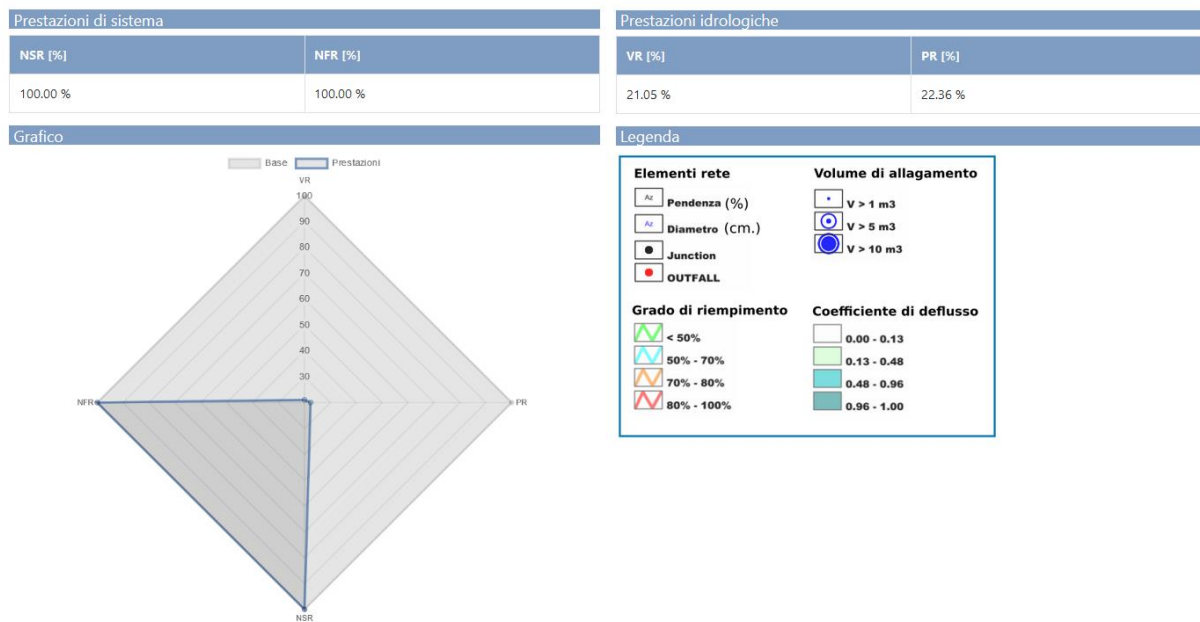 Prestazioni di sistema
NSR [%] NFR [%]
100.00 % 100.00 %
Prestazioni idrologiche
VR [%] PR [%]
21.05 % 22.36 %
Grafico
Base Prestazioni
VR
100
90
80
70
60
50
40
30
NFR PR
NSR
Legenda
Elementi rete
Az Pendenza (%)
Az Diametro (cm.)
Junction
OUTFALL
Volume di allagamento
V > 1 m3
V > 5 m3
V > 10 m3
Grado di riempimento
< 50%
50% - 70%
70% - 80%
80% - 100%
Coefficiente di deflusso
0.00 - 0.13
0.13 - 0.48
0.48 - 0.96
0.96 - 1.00